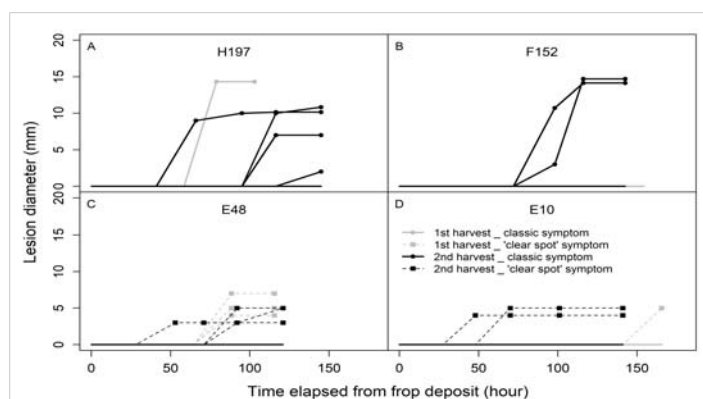 A
H197
B
F152
20
15
10
5
0
Lesion diameter (mm)
C
E48
D
E10
20
15
10
5
0
1st harvest _ classic symptom
1st harvest _ 'clear spot' symptom
2nd harvest _ classic symptom
2nd harvest _ 'clear spot' symptom
0 50 100 150 0 50 100 150
Time elapsed from frop deposit (hour)